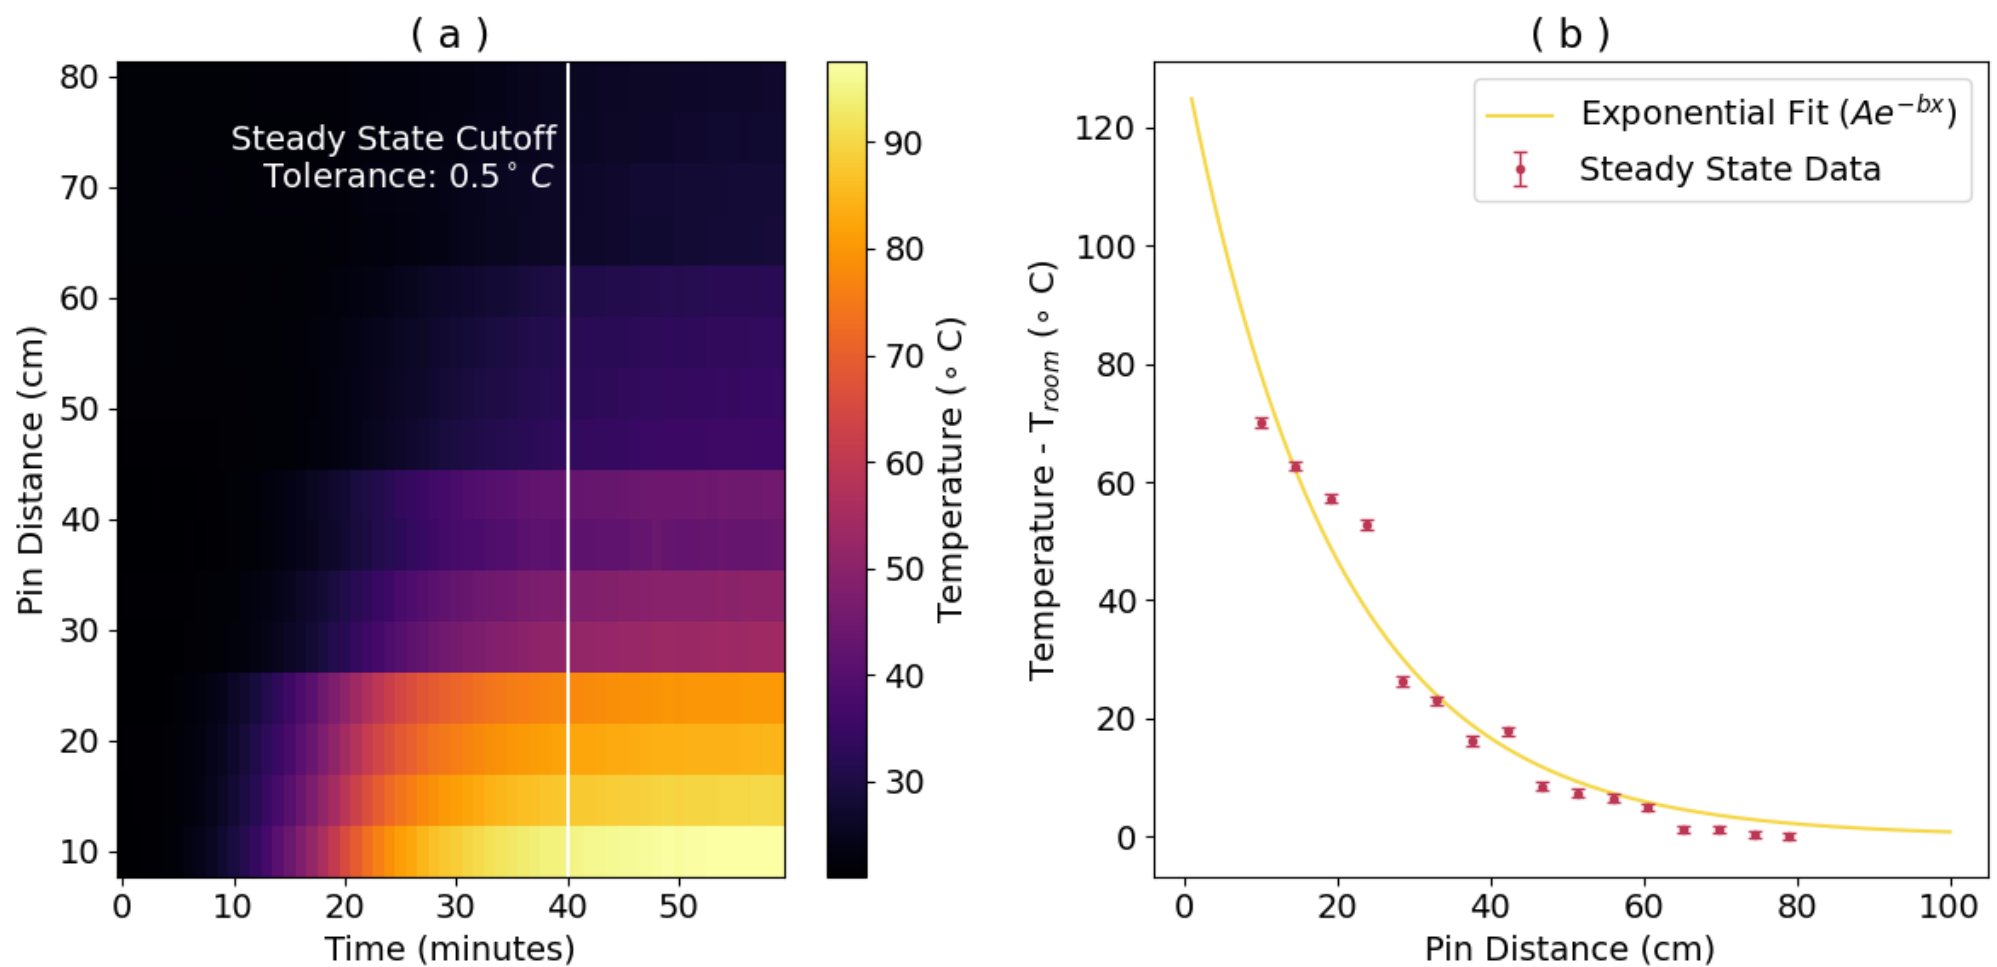 ( a )
80
70
60
50
40
30
20
10
Pin Distance (cm)
Steady State Cutoff
Tolerance: 0.5° C
0 10 20 30 40 50
Time (minutes)
90
80
70
60
50
40
30
Temperature (∘ C)
( b )
120
100
80
60
40
20
0
Temperature - T_room (∘ C)
Exponential Fit (Ae^{-bx})
Steady State Data
0 20 40 60 80 100
Pin Distance (cm)